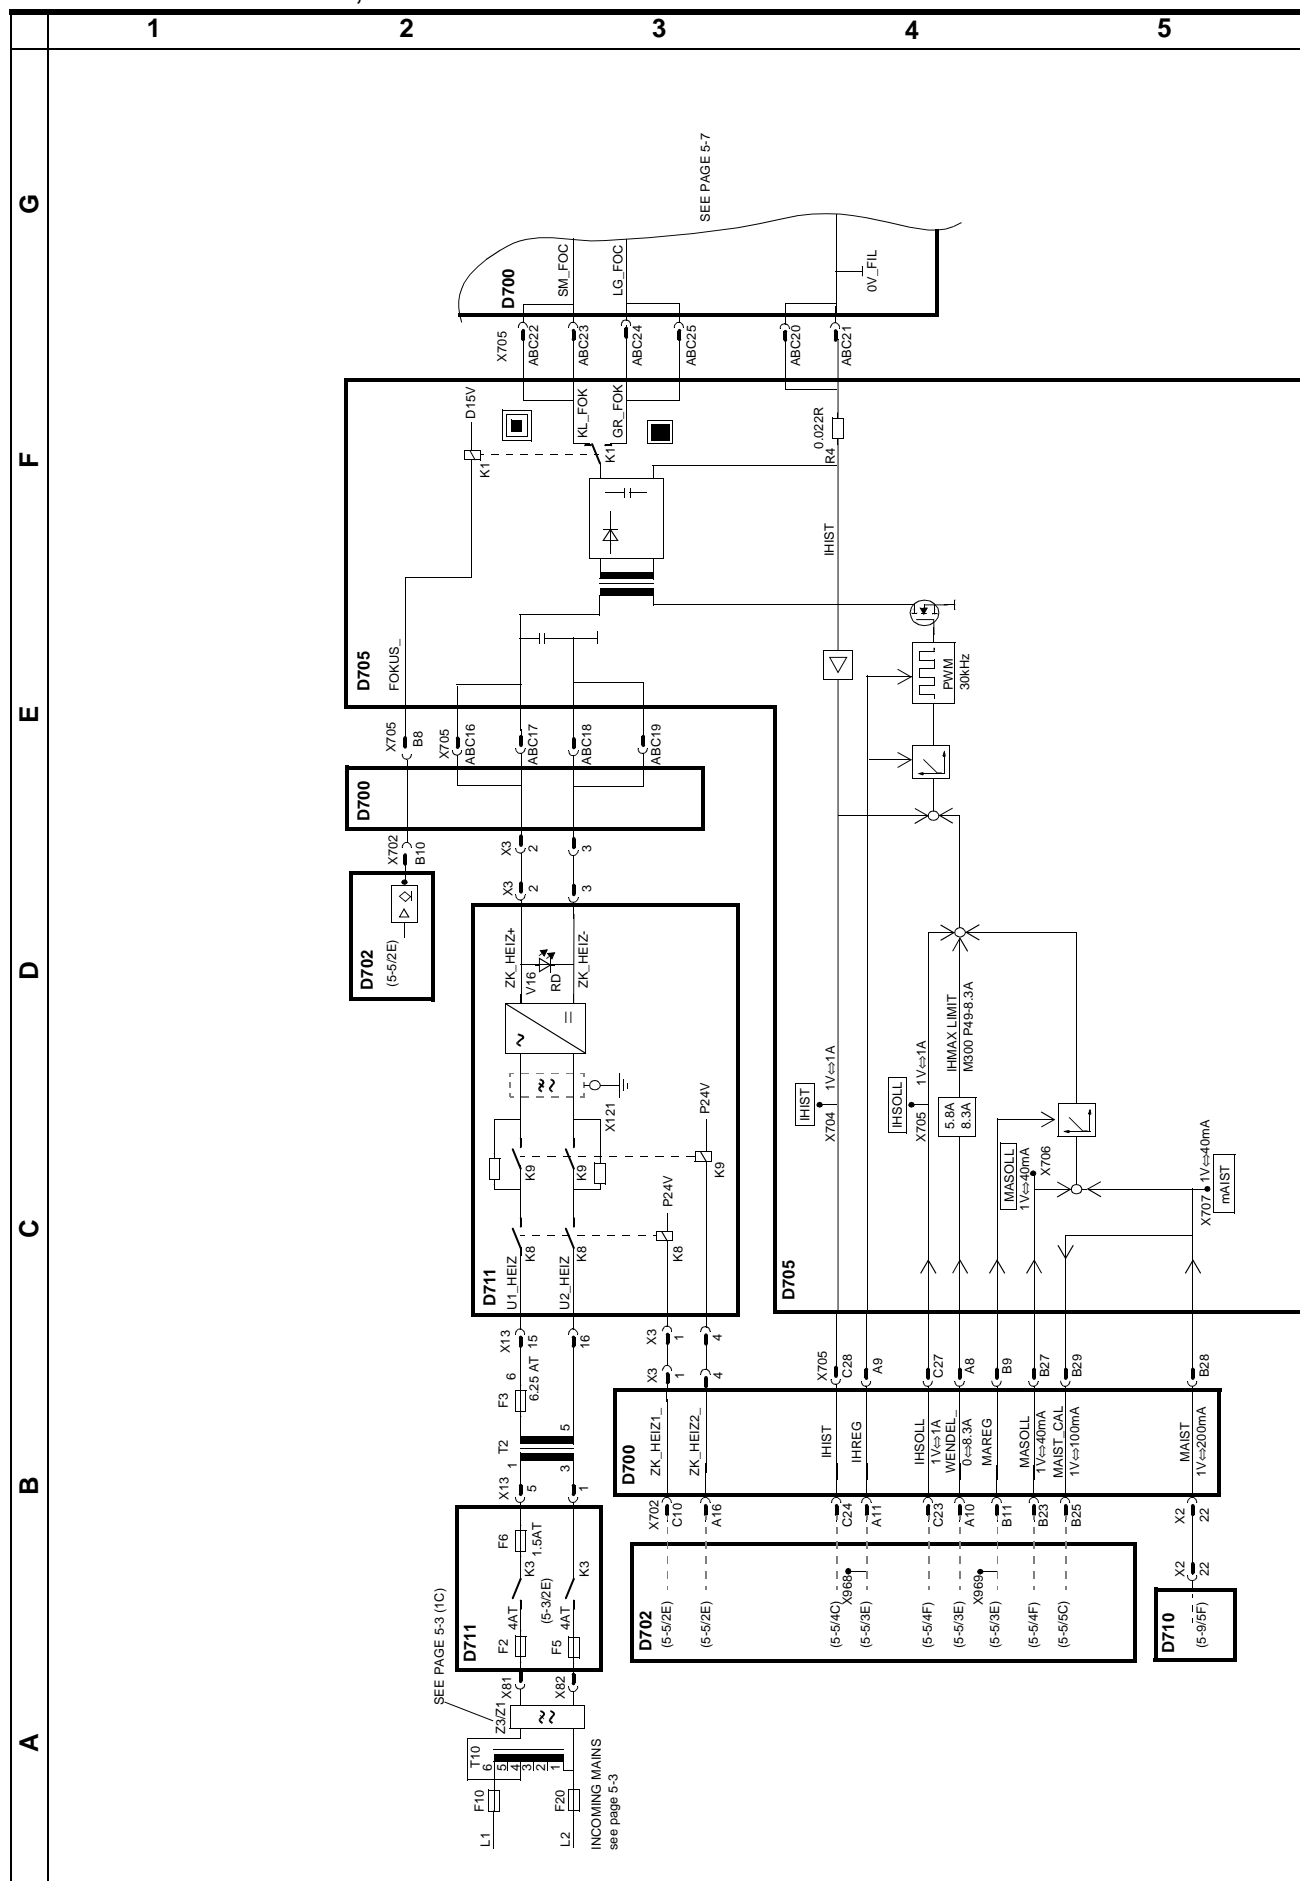 1
2
3
4
5
G
F
E
D
C
B
A
SEE PAGE 5-7
D700
SM_FOC
LG_FOC
0V_FIL
X705
ABC22
ABC23
ABC24
ABC25
ABC20
ABC21
D15V
K1
KL_FOK
GR_FOK
K1
0.022R
R4
IHIST
D705
FOKUS_
PWM
30kHz
X705
B8
X705
ABC16
ABC17
ABC18
ABC19
D700
X702
B10
X3
2
3
X3
2
3
D702
(5-5/2E)
ZK_HEIZ+
V16
RD
ZK_HEIZ-
~
=
≈
X121
K9
K9
P24V
K9
K8
K8
P24V
K8
U1_HEIZ
U2_HEIZ
D711
IHIST
X704
1V⇔1A
IHSOLL
X705
1V⇔1A
IHMAX LIMIT
M300 P49-8.3A
5.8A
8.3A
MASOLL
1V⇔40mA
X706
X707
1V⇔40mA
mAIST
D705
X13
15
16
F3
6
6.25 AT
5
T2
1
3
X13
5
1
X3
1
4
X3
1
4
X705
C28
A9
C27
A8
B9
B27
B29
B28
D700
ZK_HEIZ1_
ZK_HEIZ2_
IHIST
IHREG
IHSOLL
1V⇔1A
WENDEL_
0⇔8.3A
MAREG
MASOLL
1V⇔40mA
MAIST_CAL
1V⇔100mA
MAIST
1V⇔200mA
X702
C10
A16
C24
A11
C23
A10
B11
B23
B25
X2
22
X2
22
D711
F6
1.5AT
K3
K3
(5-3/2E)
F2
4AT
F5
4AT
D702
(5-5/2E)
(5-5/2E)
(5-5/4C)
X968
(5-5/3E)
(5-5/4F)
(5-5/3E)
X969
(5-5/3E)
(5-5/4F)
(5-5/5C)
D710
(5-9/5F)
SEE PAGE 5-3 (1C)
X81
X82
Z3/Z1
≈
T10
6
5
4
3
2
1
F10
F20
L1
L2
INCOMING MAINS
see page 5-3